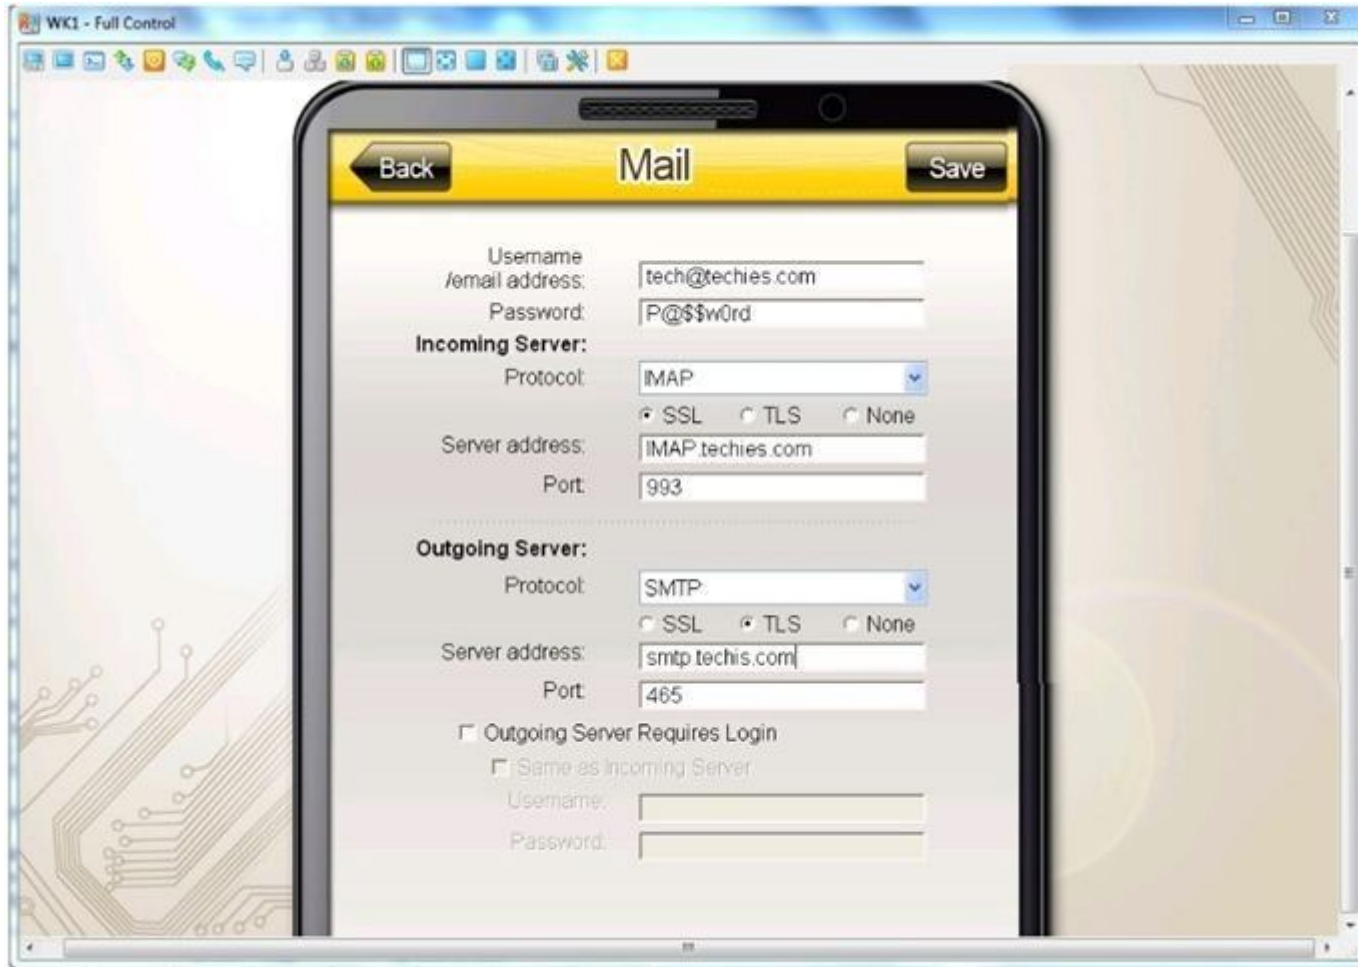 WK1 - Full Control
Back
Mail
Save
Username
/email address:
tech@techies.com
Password:
P@$$w0rd
Incoming Server:
Protocol:
IMAP
SSL TLS None
Server address:
IMAP.techies.com
Port:
993
Outgoing Server:
Protocol:
SMTP
SSL TLS None
Server address:
smtp.techis.com
Port:
465
Outgoing Server Requires Login
Same as Incoming Server
Username:
Password: